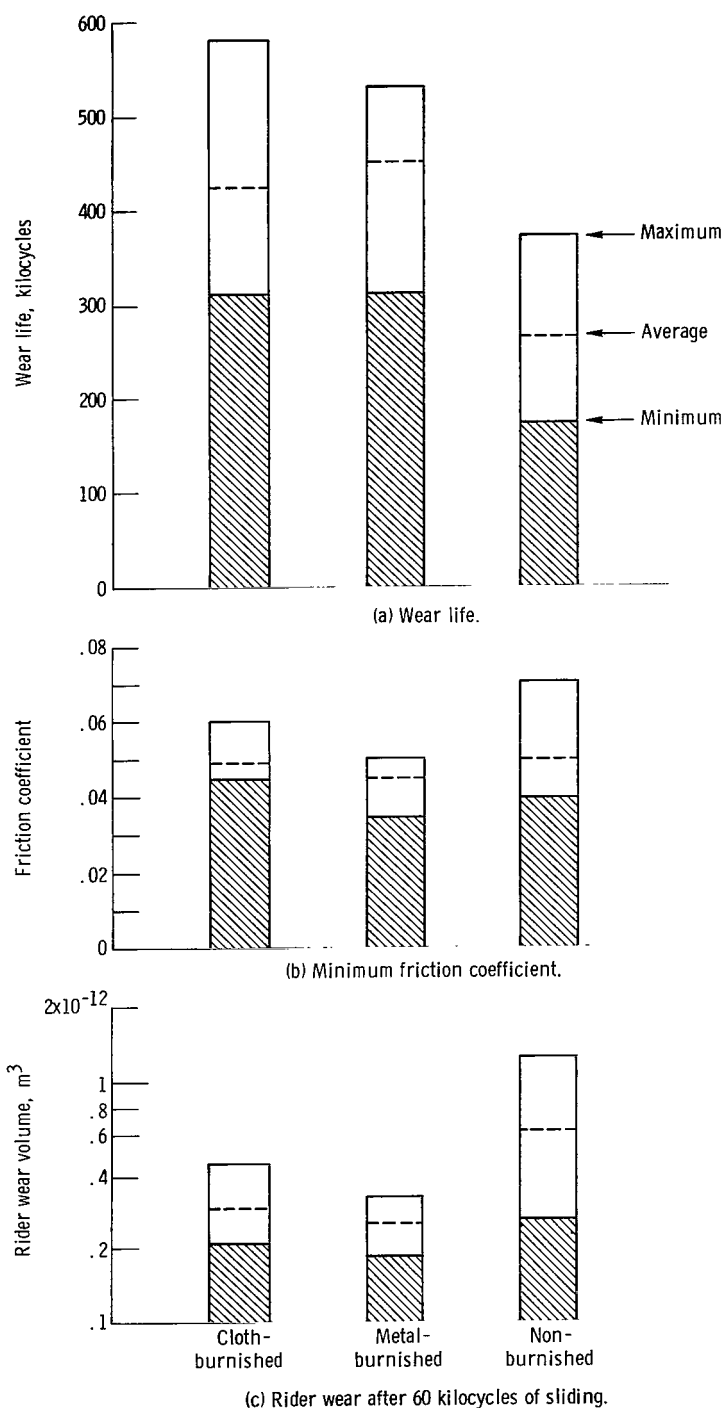 600
500
400
300
200
100
0
Wear life, kilocycles
Maximum
Average
Minimum
(a) Wear life.
.08
.06
.04
.02
0
Friction coefficient
(b) Minimum friction coefficient.
2x10⁻¹²
1
.8
.6
.4
.2
.1
Rider wear volume, m³
Cloth-
burnished
Metal-
burnished
Non-
burnished
(c) Rider wear after 60 kilocycles of sliding.